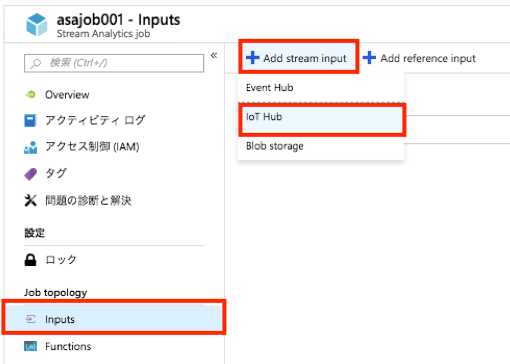 asajob001 - Inputs
Stream Analytics job
検索 (Ctrl+/)
«
Overview
アクティビティ ログ
アクセス制御 (IAM)
タグ
問題の診断と解決
設定
ロック
Job topology
Inputs
Functions
Add stream input
Add reference input
Event Hub
IoT Hub
Blob storage